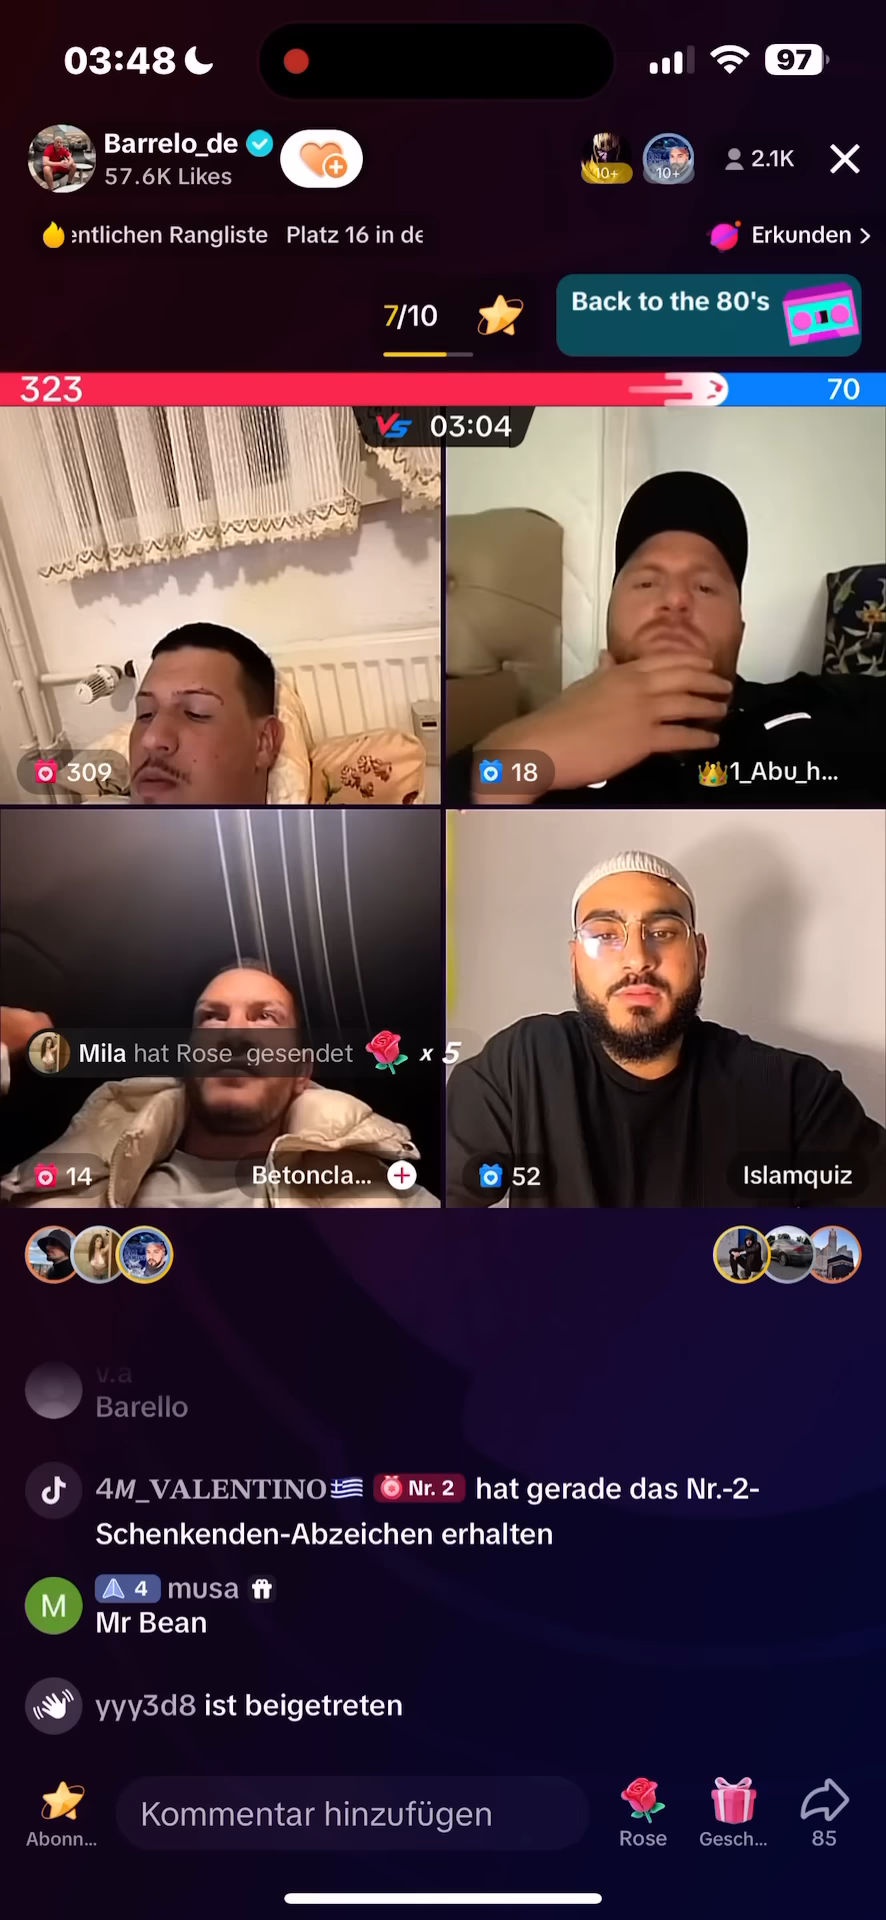 03:48
97
Barrelo_de
57.6K Likes
10+
10+
2.1K
entlichen Rangliste Platz 16 in de
Erkunden >
7/10
Back to the 80's
323
70
VS 03:04
309
18
👑1_Abu_h...
Mila hat Rose gesendet x 5
14
Betoncla...
52
Islamquiz
v.a
Barello
4M_VALENTINO🇬🇷 Nr. 2 hat gerade das Nr.-2-
Schenkenden-Abzeichen erhalten
M
4 musa
Mr Bean
yyy3d8 ist beigetreten
Abonn...
Kommentar hinzufügen
Rose
Gesch...
85